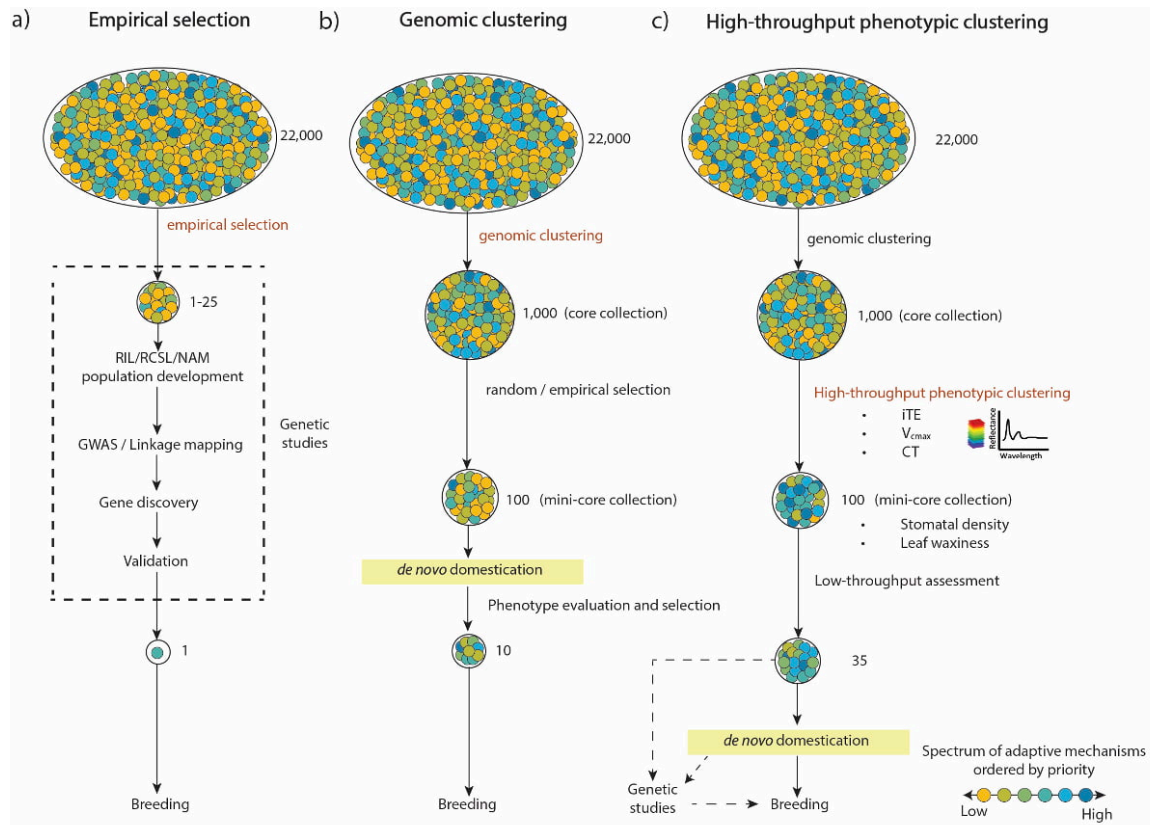 a)
Empirical selection
22,000
empirical selection
1-25
RIL/RCSL/NAM
population development
GWAS / Linkage mapping
Gene discovery
Validation
Genetic
studies
1
Breeding
b)
Genomic clustering
22,000
genomic clustering
1,000 (core collection)
random / empirical selection
100 (mini-core collection)
de novo domestication
Phenotype evaluation and selection
10
Breeding
c)
High-throughput phenotypic clustering
22,000
genomic clustering
1,000 (core collection)
High-throughput phenotypic clustering
• iTE
• Vcmax
• CT
Reflectance
Wavelength
100 (mini-core collection)
• Stomatal density
• Leaf waxiness
Low-throughput assessment
35
de novo domestication
Genetic
studies
Breeding
Spectrum of adaptive mechanisms
ordered by priority
Low
High